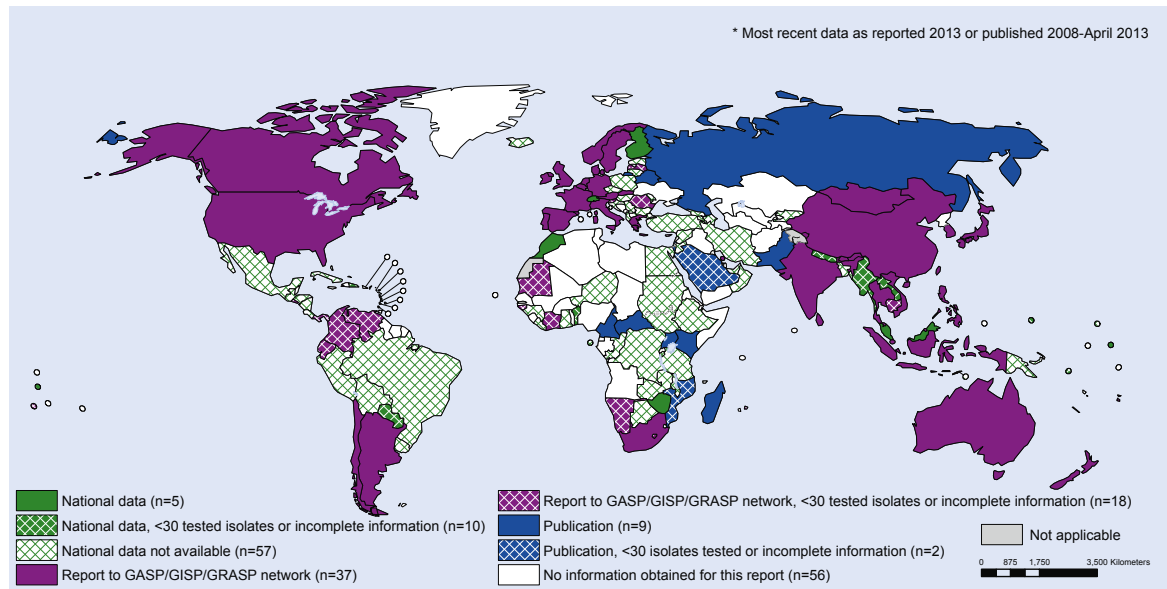 * Most recent data as reported 2013 or published 2008-April 2013
National data (n=5)
National data, <30 tested isolates or incomplete information (n=10)
National data not available (n=57)
Report to GASP/GISP/GRASP network (n=37)
Report to GASP/GISP/GRASP network, <30 tested isolates or incomplete information (n=18)
Publication (n=9)
Publication, <30 isolates tested or incomplete information (n=2)
No information obtained for this report (n=56)
Not applicable
0 875 1,750 3,500 Kilometers